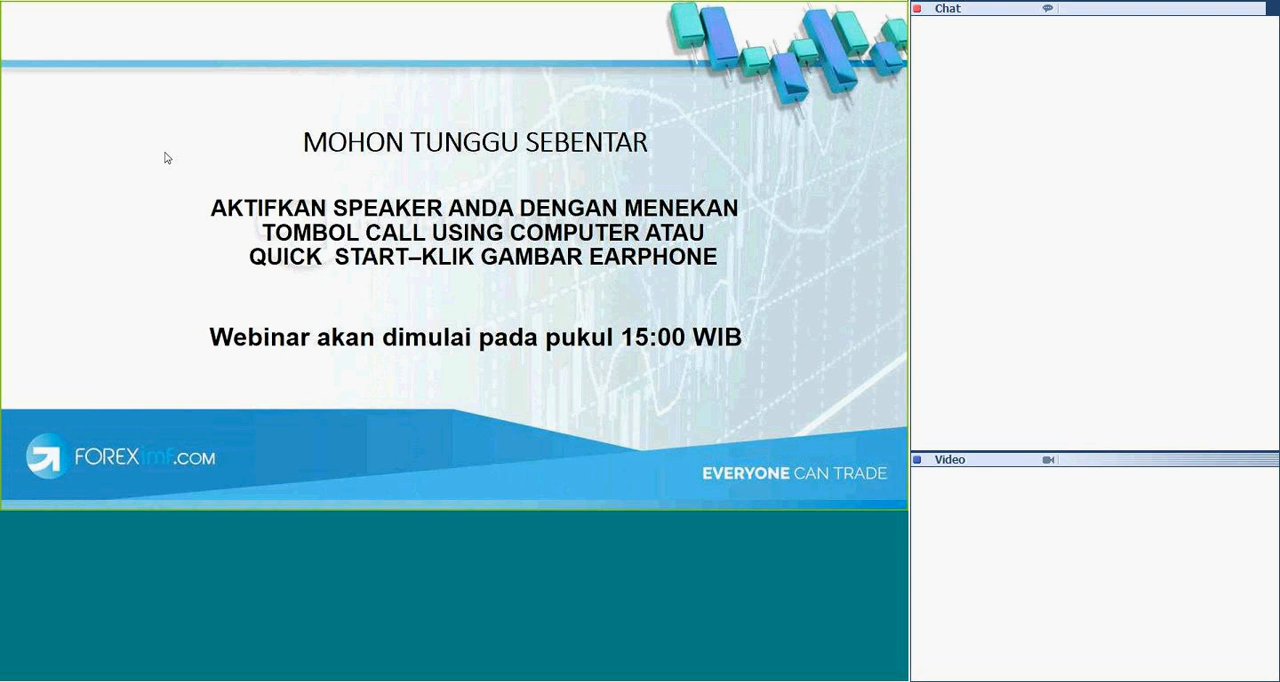 Chat
MOHON TUNGGU SEBENTAR
AKTIFKAN SPEAKER ANDA DENGAN MENEKAN
TOMBOL CALL USING COMPUTER ATAU
QUICK START–KLIK GAMBAR EARPHONE
Webinar akan dimulai pada pukul 15:00 WIB
FOREXimf.COM
EVERYONE CAN TRADE
Video